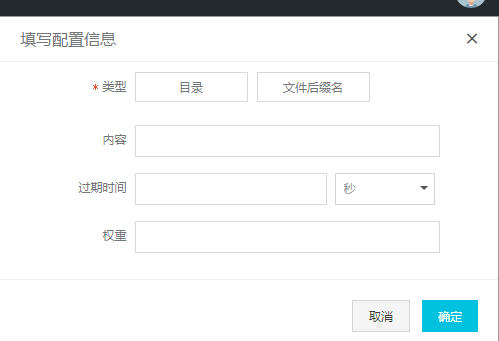 填写配置信息
* 类型 目录 文件后缀名
内容
过期时间 秒
权重
取消 确定